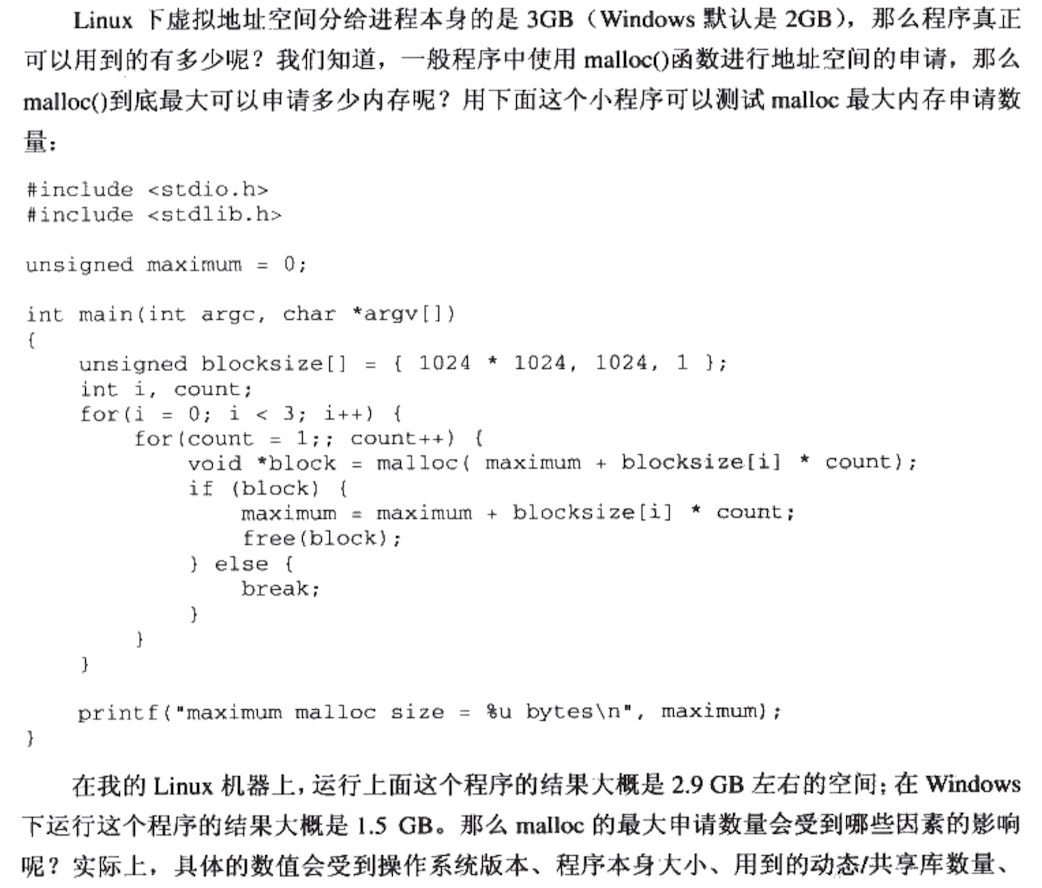 Linux 下虚拟地址空间分给进程本身的是 3GB（Windows 默认是 2GB），那么程序真正
可以用到的有多少呢？我们知道，一般程序中使用 malloc()函数进行地址空间的申请，那么
malloc()到底最大可以申请多少内存呢？用下面这个小程序可以测试 malloc 最大内存申请数
量：
#include <stdio.h>
#include <stdlib.h>
unsigned maximum = 0;
int main(int argc, char *argv[])
{
    unsigned blocksize[] = { 1024 * 1024, 1024, 1 };
    int i, count;
    for(i = 0; i < 3; i++) {
        for(count = 1;; count++) {
            void *block = malloc( maximum + blocksize[i] * count);
            if (block) {
                maximum = maximum + blocksize[i] * count;
                free(block);
            } else {
                break;
            }
        }
    }
    printf("maximum malloc size = %u bytes\n", maximum);
}
在我的 Linux 机器上，运行上面这个程序的结果大概是 2.9 GB 左右的空间；在 Windows
下运行这个程序的结果大概是 1.5 GB。那么 malloc 的最大申请数量会受到哪些因素的影响
呢？实际上，具体的数值会受到操作系统版本、程序本身大小、用到的动态/共享库数量、